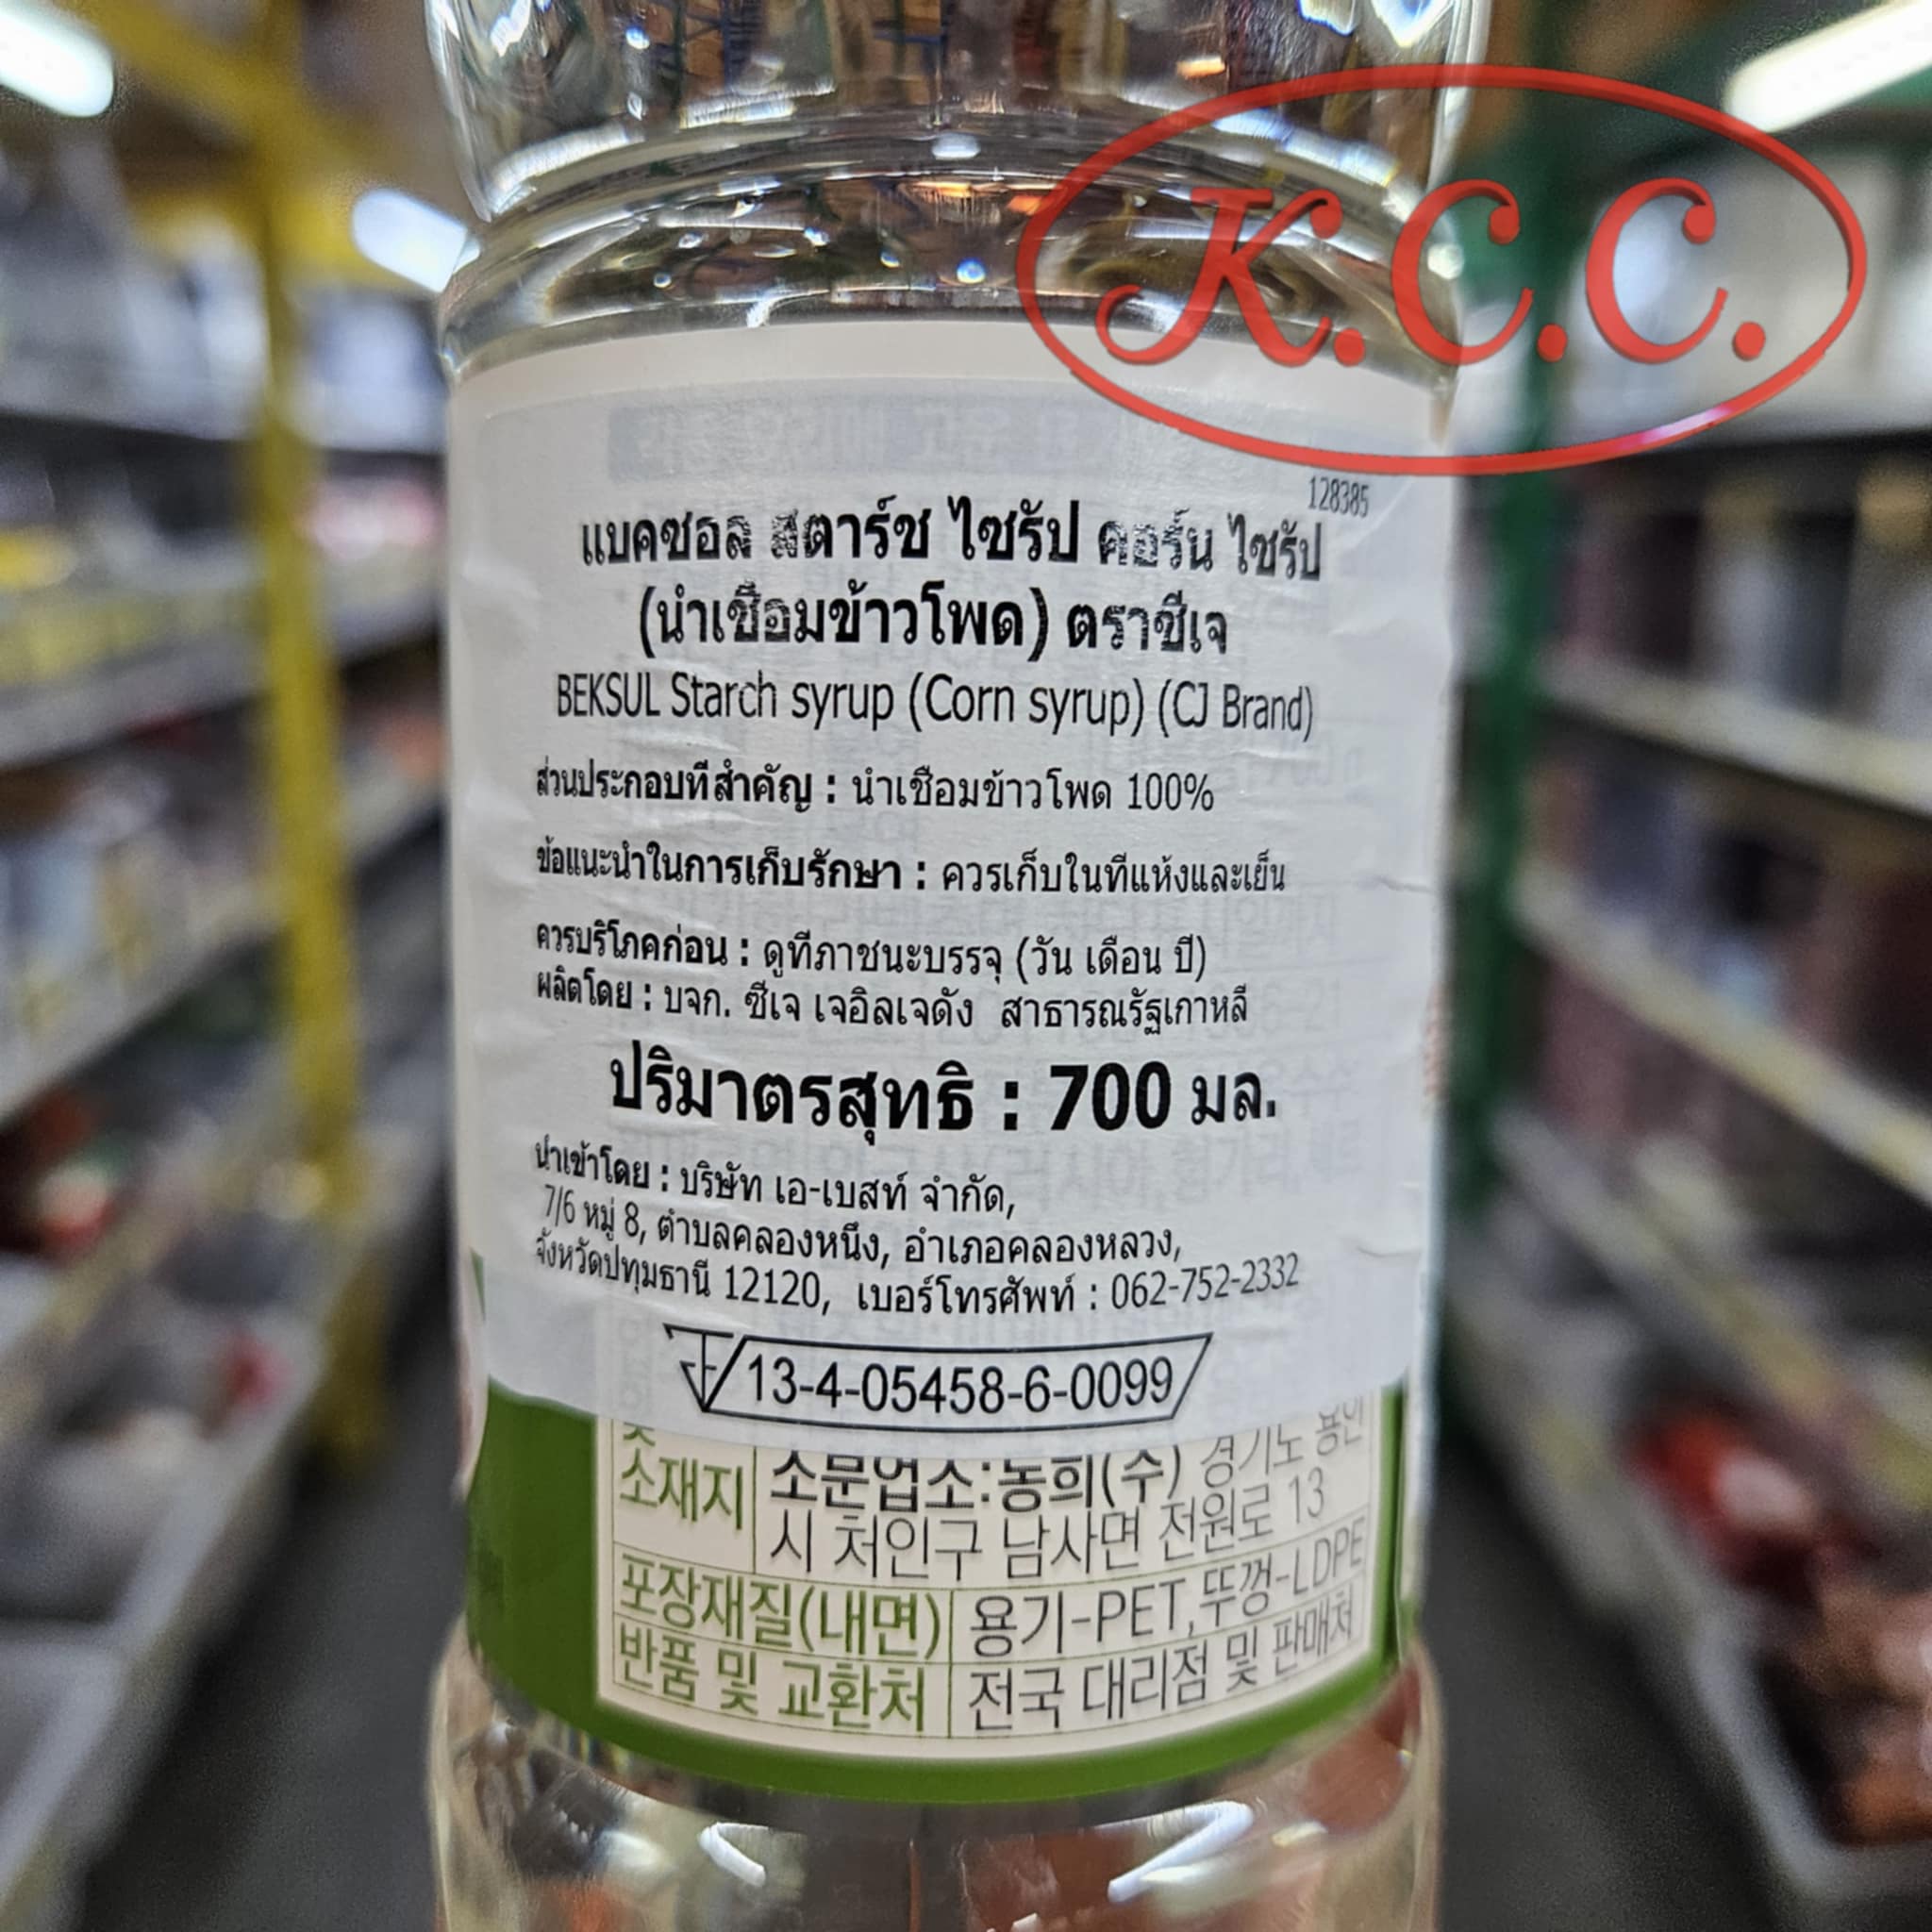 K.C.C.
128385
แบคซอล สตาร์ช ไซรัป คอร์น ไซรัป
(น้ำเชื่อมข้าวโพด) ตราซีเจ
BEKSUL Starch syrup (Corn syrup) (CJ Brand)
ส่วนประกอบที่สำคัญ : น้ำเชื่อมข้าวโพด 100%
ข้อแนะนำในการเก็บรักษา : ควรเก็บในที่แห้งและเย็น
ควรบริโภคก่อน : ดูที่ภาชนะบรรจุ (วัน เดือน ปี)
ผลิตโดย : บจก. ซีเจ เจอิลเจดัง สาธารณรัฐเกาหลี
ปริมาตรสุทธิ : 700 มล.
นำเข้าโดย : บริษัท เอ-เบสท์ จำกัด,
7/6 หมู่ 8, ตำบลคลองหนึ่ง, อำเภอคลองหลวง,
จังหวัดปทุมธานี 12120, เบอร์โทรศัพท์ : 062-752-2332
13-4-05458-6-0099
소재지 소분업소:동희(주) 경기도 용인
시 처인구 남사면 전원로 13
포장재질(내면) 용기-PET,뚜껑-LDPE
반품 및 교환처 전국 대리점 및 판매처